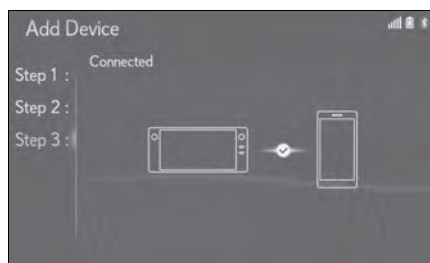 Add Device
Connected
Step 1 :
Step 2 :
Step 3 :